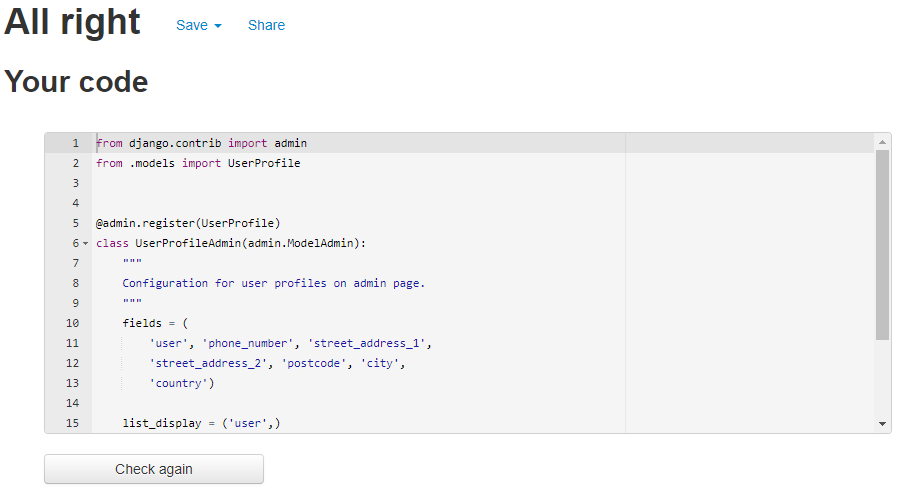 All right Save Share
Your code
1 from django.contrib import admin
2 from .models import UserProfile
3
4
5 @admin.register(UserProfile)
6 class UserProfileAdmin(admin.ModelAdmin):
7 """
8 Configuration for user profiles on admin page.
9 """
10 fields = (
11 'user', 'phone_number', 'street_address_1',
12 'street_address_2', 'postcode', 'city',
13 'country')
14
15 list_display = ('user',)
Check again